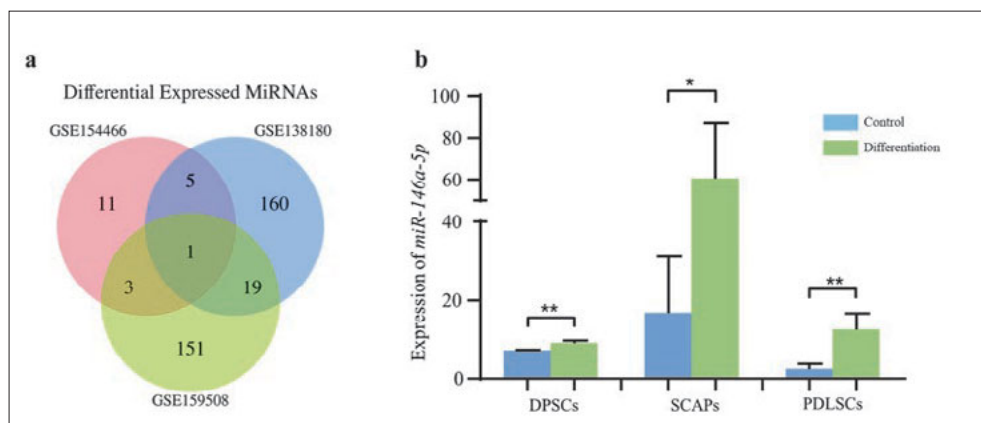 a
Differential Expressed MiRNAs
GSE154466
GSE138180
5
11
160
1
3
19
151
GSE159508
b
Expression of miR-146a-5p
100
80
60
40
20
0
**
*
**
Control
Differentiation
DPSCs
SCAPs
PDLSCs